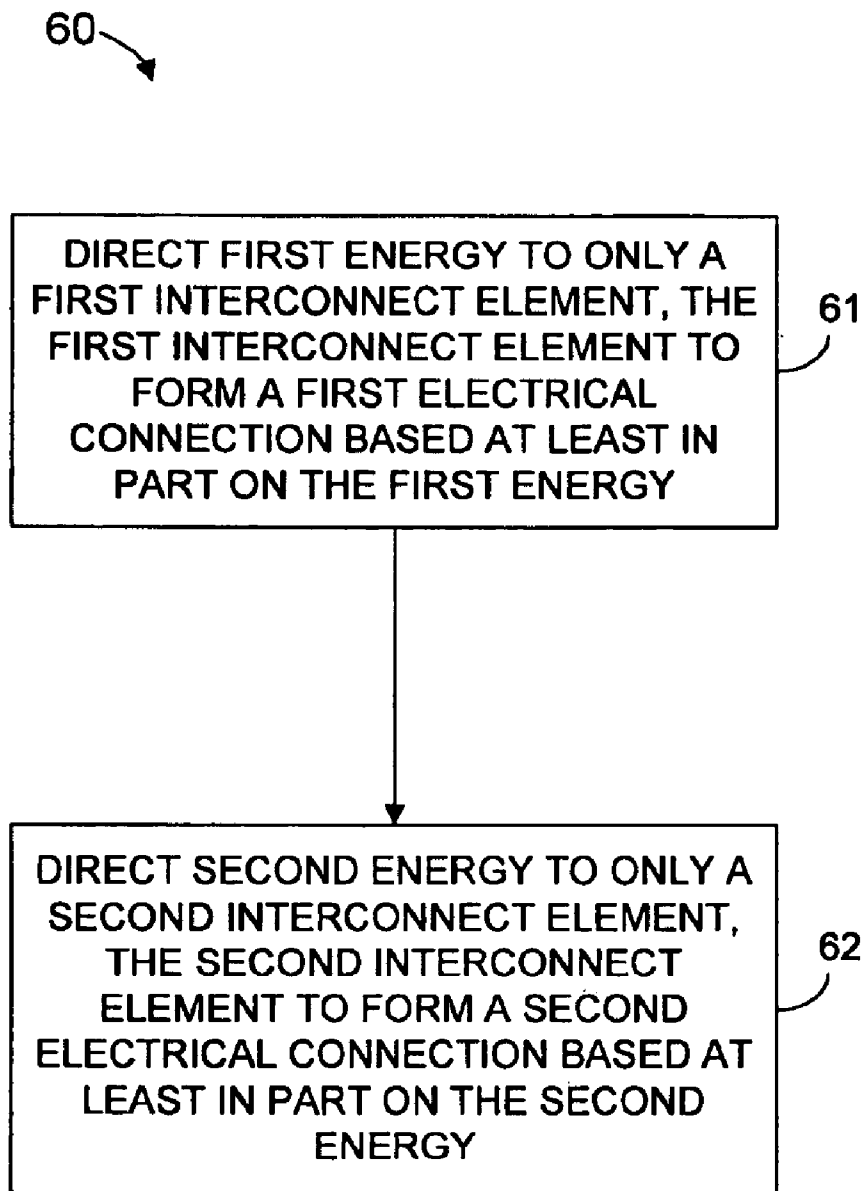 60
DIRECT FIRST ENERGY TO ONLY A
FIRST INTERCONNECT ELEMENT, THE
FIRST INTERCONNECT ELEMENT TO
FORM A FIRST ELECTRICAL
CONNECTION BASED AT LEAST IN
PART ON THE FIRST ENERGY
61
DIRECT SECOND ENERGY TO ONLY A
SECOND INTERCONNECT ELEMENT,
THE SECOND INTERCONNECT
ELEMENT TO FORM A SECOND
ELECTRICAL CONNECTION BASED AT
LEAST IN PART ON THE SECOND
ENERGY
62